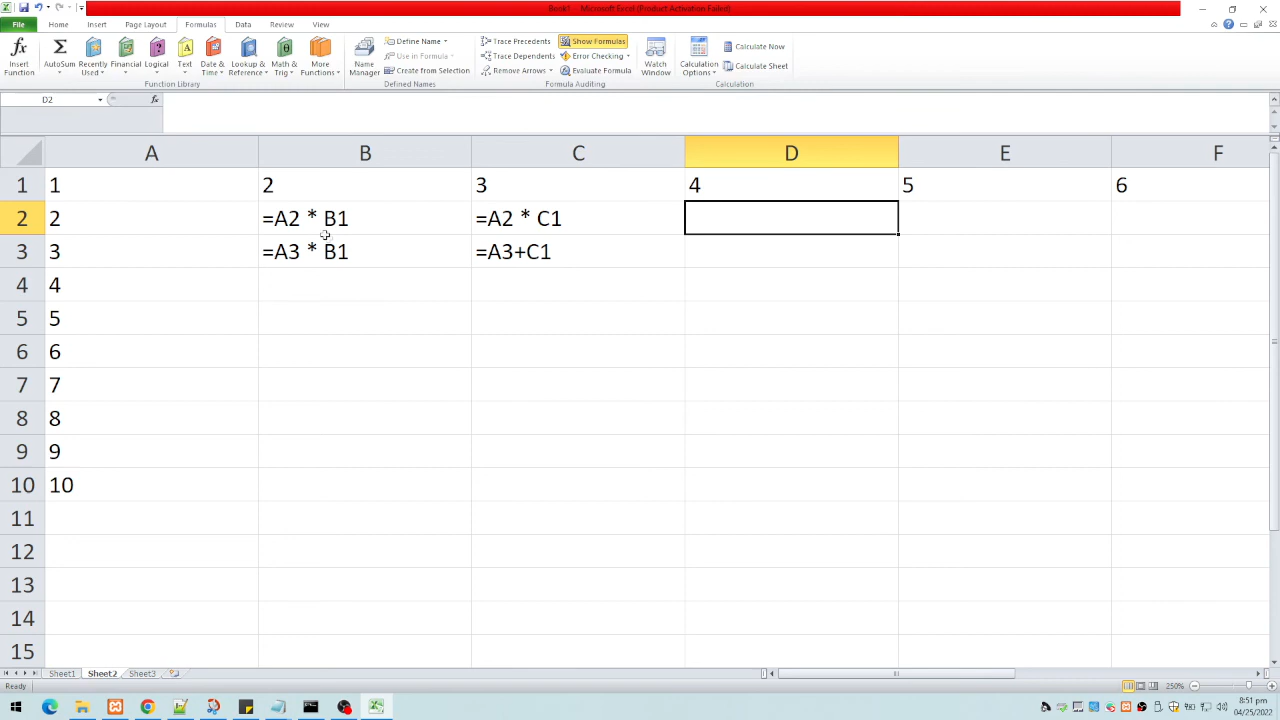 Book1 - Microsoft Excel (Product Activation Failed)
Home Insert Page Layout Formulas Data Review View
Insert Function
AutoSum
Recently Used
Financial
Logical
Text
Date & Time
Lookup & Reference
Math & Trig
More Functions
Function Library
Name Manager
Define Name
Use in Formula
Create from Selection
Defined Names
Trace Precedents
Trace Dependents
Remove Arrows
Show Formulas
Error Checking
Evaluate Formula
Formula Auditing
Watch Window
Calculation Options
Calculate Now
Calculate Sheet
Calculation
D2 fx
A B C D E F
1 1 2 3 4 5 6
2 2 =A2 * B1 =A2 * C1
3 3 =A3 * B1 =A3+C1
4 4
5 5
6 6
7 7
8 8
9 9
10 10
11
12
13
14
15
Sheet1 Sheet2 Sheet3
Ready 250%
8:51 pm
04/25/2022